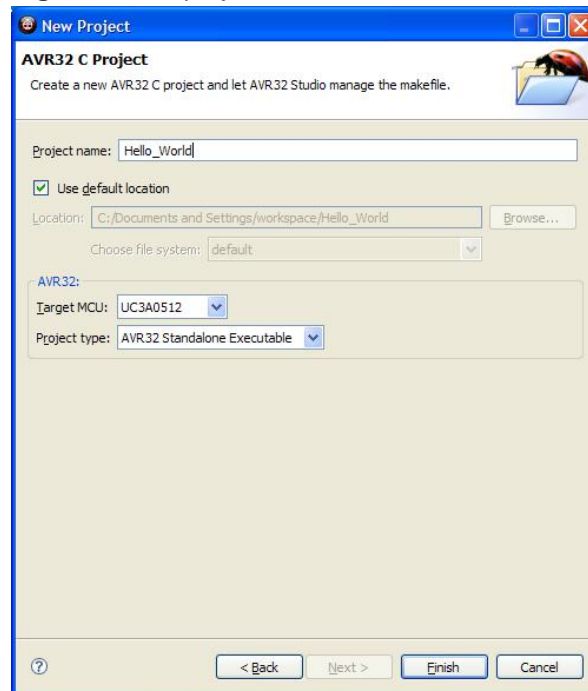 New Project
AVR32 C Project
Create a new AVR32 C project and let AVR32 Studio manage the makefile.
Project name: Hello_World
Use default location
Location: C:/Documents and Settings/workspace/Hello_World Browse...
Choose file system: default
AVR32:
Target MCU: UC3A0512
Project type: AVR32 Standalone Executable
< Back Next > Finish Cancel